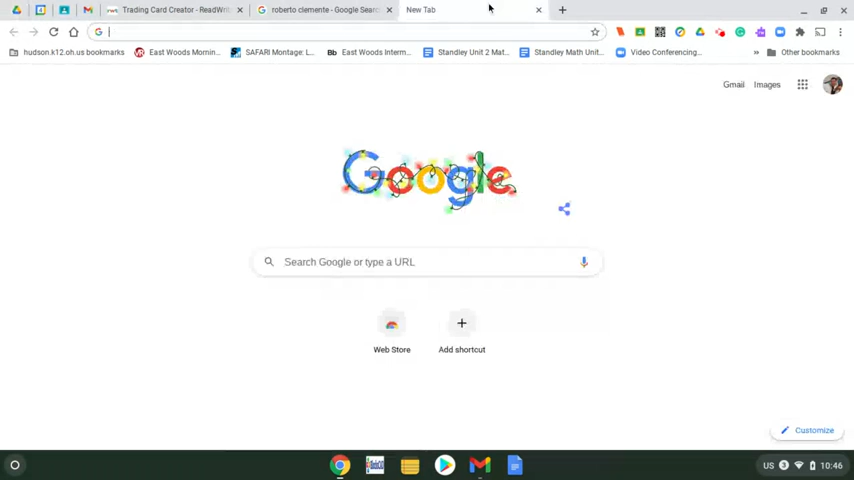 Trading Card Creator - ReadWrit
roberto clemente - Google Searc
New Tab
hudson.k12.oh.us bookmarks
East Woods Mornin...
SAFARI Montage: L...
Bb East Woods Interm...
Standley Unit 2 Mat...
Standley Math Unit...
Video Conferencing...
»
Other bookmarks
Gmail
Images
Google
Search Google or type a URL
Web Store
Add shortcut
Customize
US 3 10:46